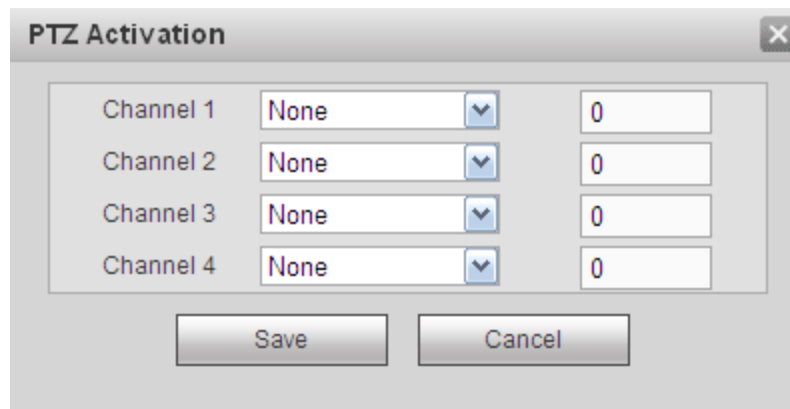 PTZ Activation
Channel 1 None 0
Channel 2 None 0
Channel 3 None 0
Channel 4 None 0
Save Cancel